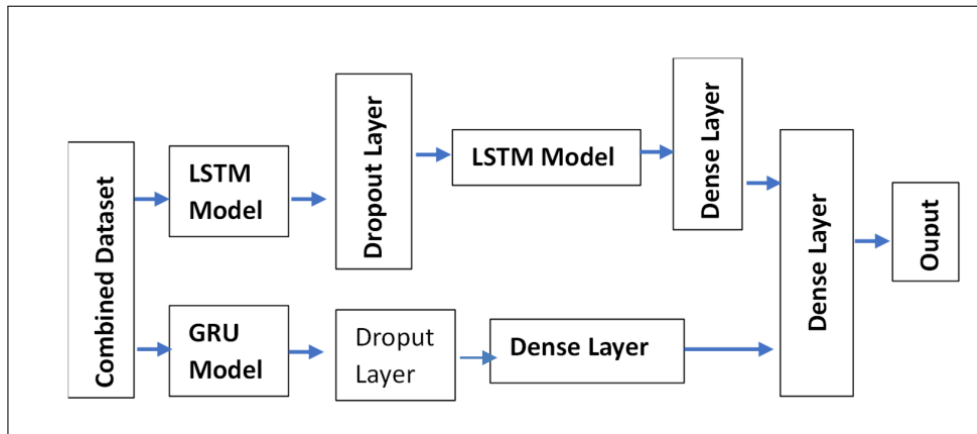 Combined Dataset
LSTM
Model
Dropout Layer
LSTM Model
Dense Layer
GRU
Model
Droput
Layer
Dense Layer
Dense Layer
Ouput